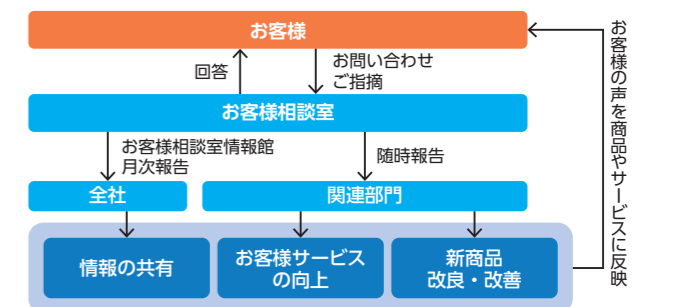 お客様
回答
お問い合わせ
ご指摘
お客様相談室
お客様相談室情報館
月次報告
随時報告
全社
関連部門
情報の共有
お客様サービス
の向上
新商品
改良・改善
お客様の声を商品やサービスに反映